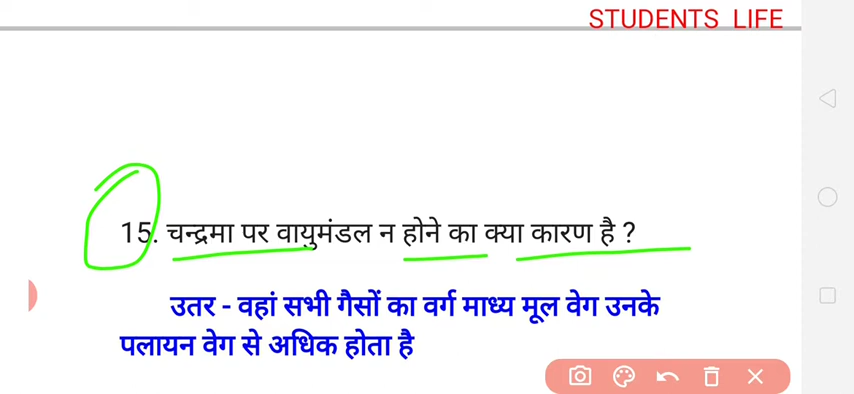 STUDENTS LIFE
15. चन्द्रमा पर वायुमंडल न होने का क्या कारण है ?
उतर - वहां सभी गैसों का वर्ग माध्य मूल वेग उनके
पलायन वेग से अधिक होता है